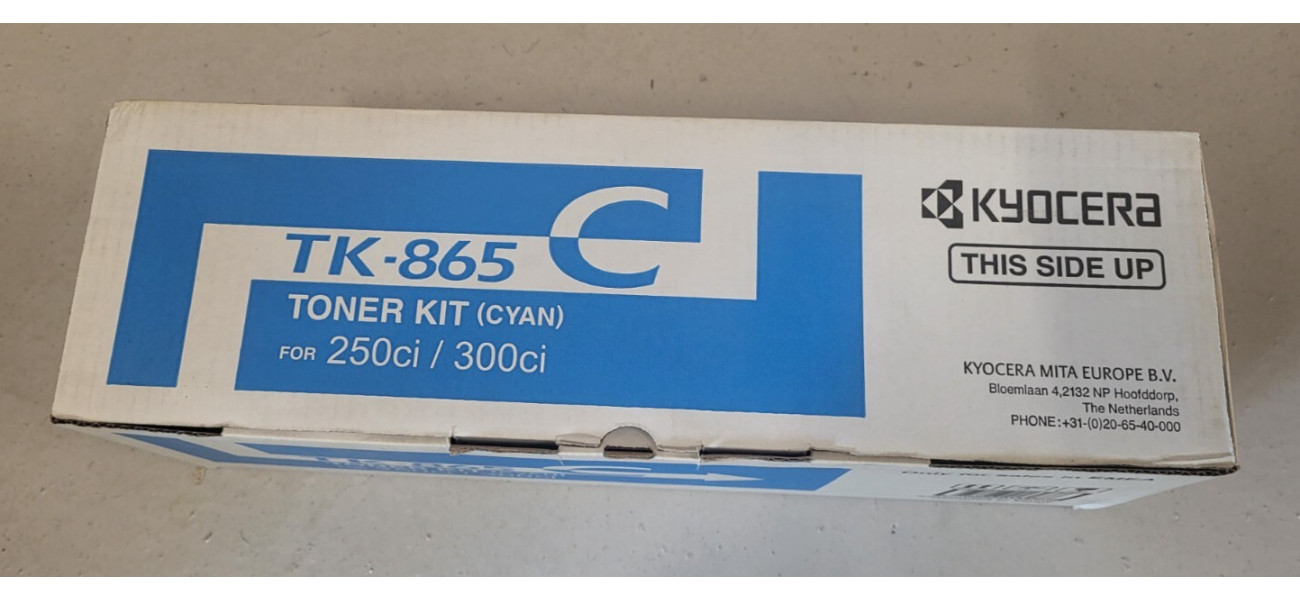 KYOCERA
THIS SIDE UP
TK-865 C
TONER KIT (CYAN)
FOR 250ci / 300ci
KYOCERA MITA EUROPE B.V.
Bloemlaan 4,2132 NP Hoofddorp,
The Netherlands
PHONE:+31-(0)20-65-40-000